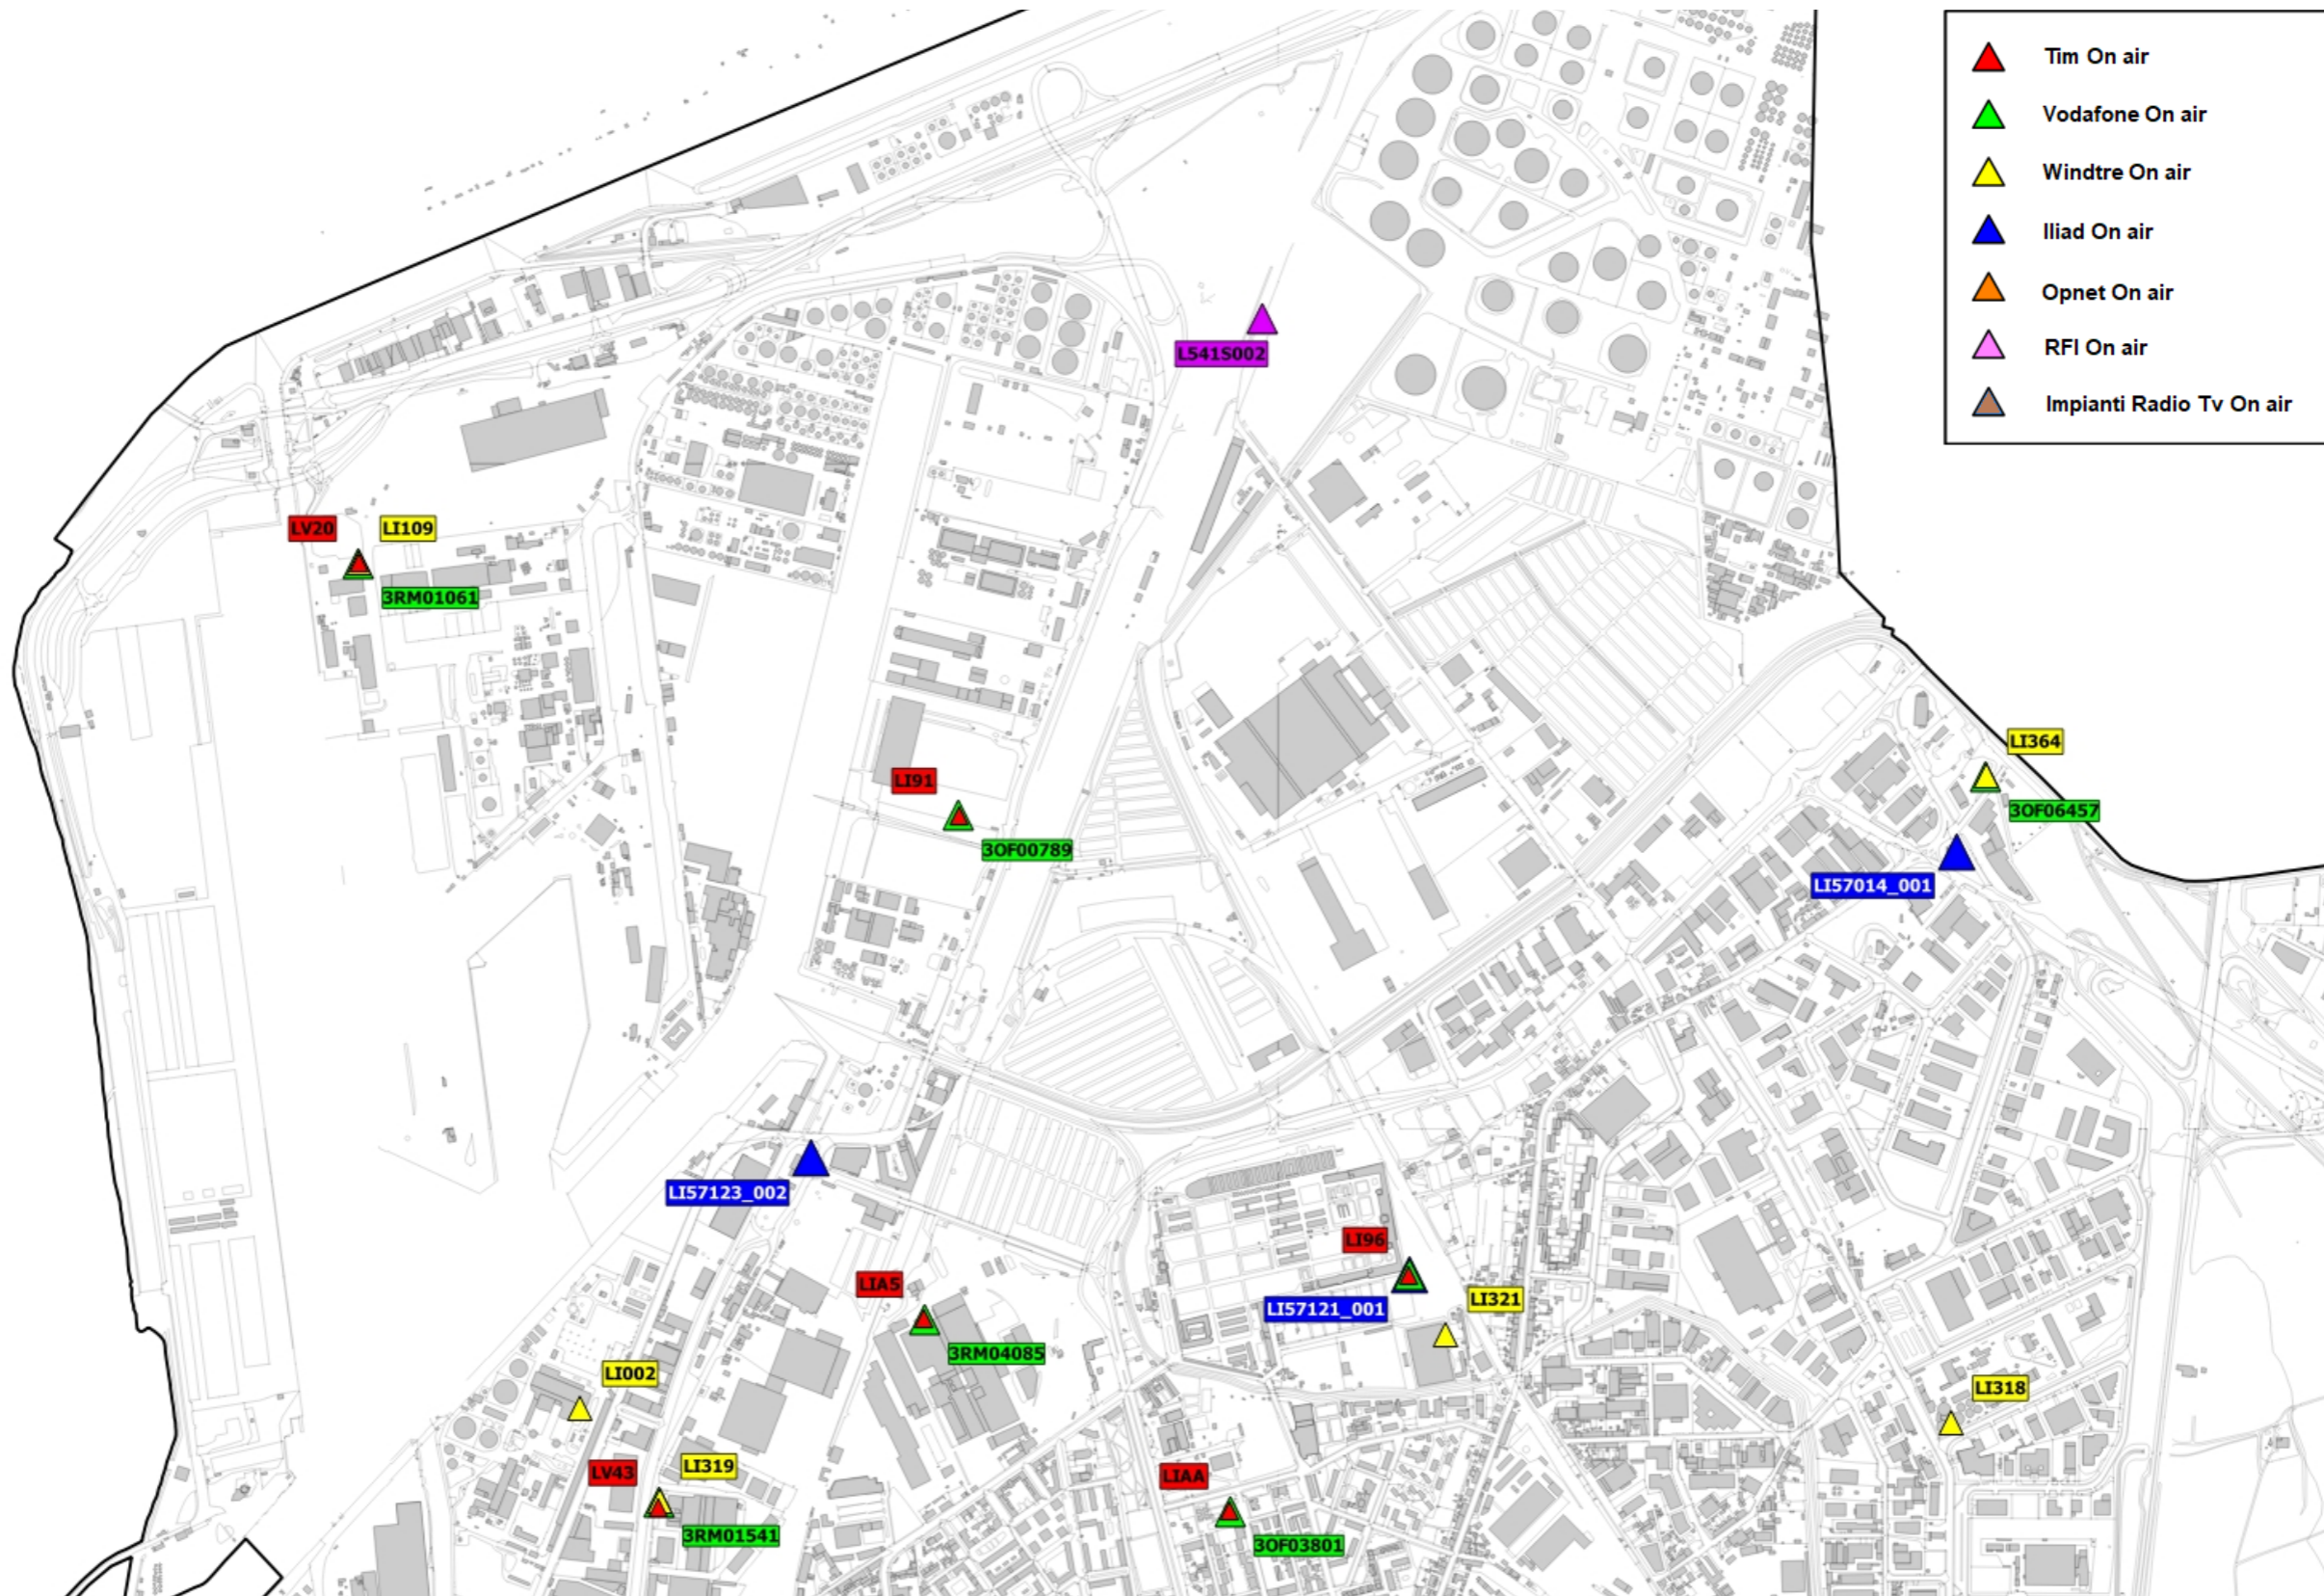 Tim On air
Vodafone On air
Windtre On air
Iliad On air
Opnet On air
RFI On air
Impianti Radio Tv On air
L541S002
LV20
LI109
3RM01061
LI364
LI91
3OF06457
3OF00789
LI57014_001
LI57123_002
LI96
LIA5
LI321
LI57121_001
3RM04085
LI002
LI318
LI319
LV43
LIAA
3RM01541
3OF03801